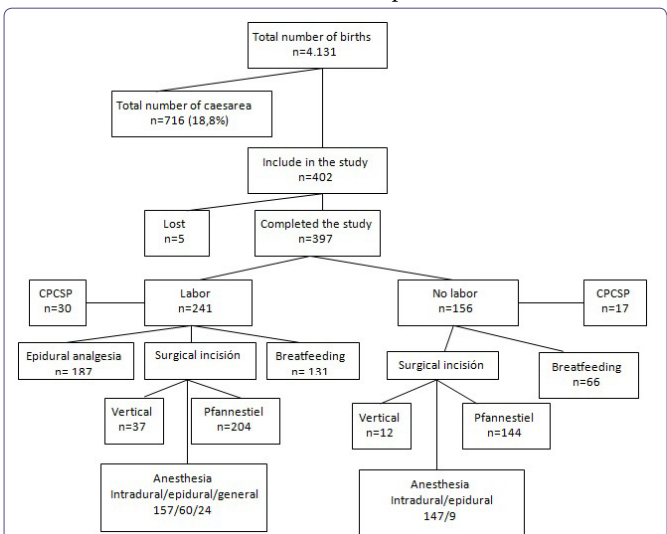 Total number of births
n=4.131
Total number of caesarea
n=716 (18,8%)
Include in the study
n=402
Lost
n=5
Completed the study
n=397
CPCSP
n=30
Labor
n=241
No labor
n=156
CPCSP
n=17
Epidural analgesia
n= 187
Surgical incisión
Breatfeeding
n= 131
Surgical incisión
Breatfeeding
n=66
Vertical
n=37
Pfannestiel
n=204
Vertical
n=12
Pfannestiel
n=144
Anesthesia
Intradural/epidural/general
157/60/24
Anesthesia
Intradural/epidural
147/9